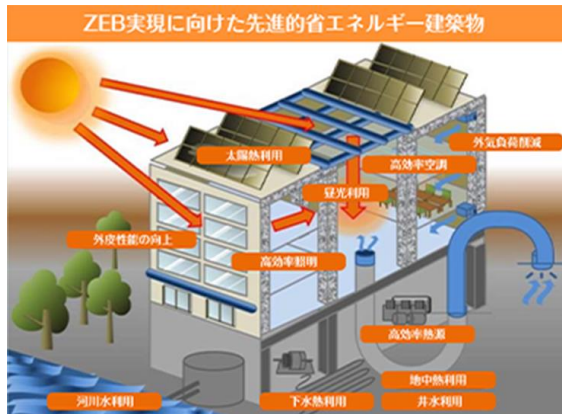 ZEB実現に向けた先進的省エネルギー建築物
太陽熱利用
外気負荷削減
高効率空調
昼光利用
外皮性能の向上
高効率照明
高効率熱源
地中熱利用
河川水利用
下水熱利用
井水利用